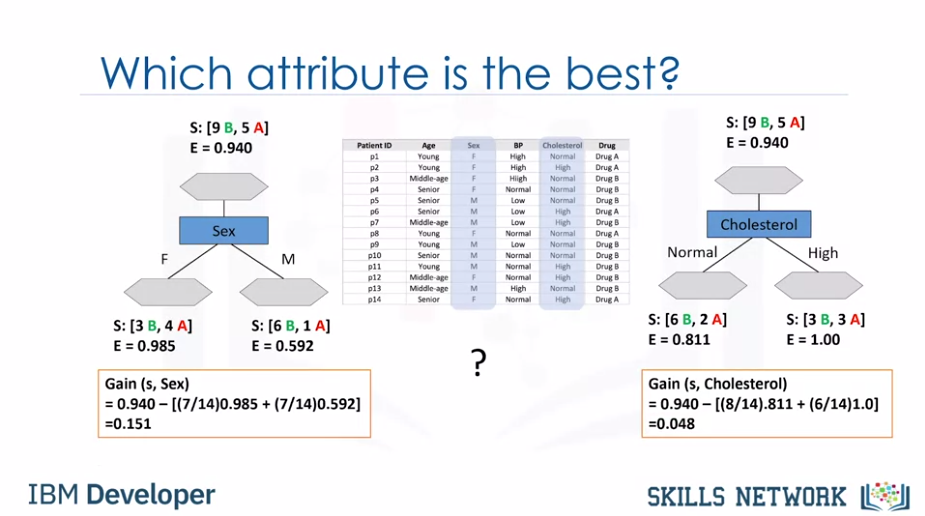 Which attribute is the best?
S: [9 B, 5 A]
E = 0.940
Sex
F
M
S: [3 B, 4 A]
E = 0.985
S: [6 B, 1 A]
E = 0.592
Gain (s, Sex)
= 0.940 – [(7/14)0.985 + (7/14)0.592]
=0.151
Patient ID Age Sex BP Cholesterol Drug
p1 Young F High Normal Drug A
p2 Young F High High Drug A
p3 Middle-age F Hiigh Normal Drug B
p4 Senior F Normal Normal Drug B
p5 Senior M Low Normal Drug B
p6 Senior M Low High Drug A
p7 Middle-age M Low High Drug B
p8 Young F Normal Normal Drug A
p9 Young M Low Normal Drug B
p10 Senior M Normal Normal Drug B
p11 Young M Normal High Drug B
p12 Middle-age F Normal High Drug B
p13 Middle-age M High Normal Drug B
p14 Senior F Normal High Drug A
?
S: [9 B, 5 A]
E = 0.940
Cholesterol
Normal
High
S: [6 B, 2 A]
E = 0.811
S: [3 B, 3 A]
E = 1.00
Gain (s, Cholesterol)
= 0.940 – [(8/14).811 + (6/14)1.0]
=0.048
IBM Developer
SKILLS NETWORK